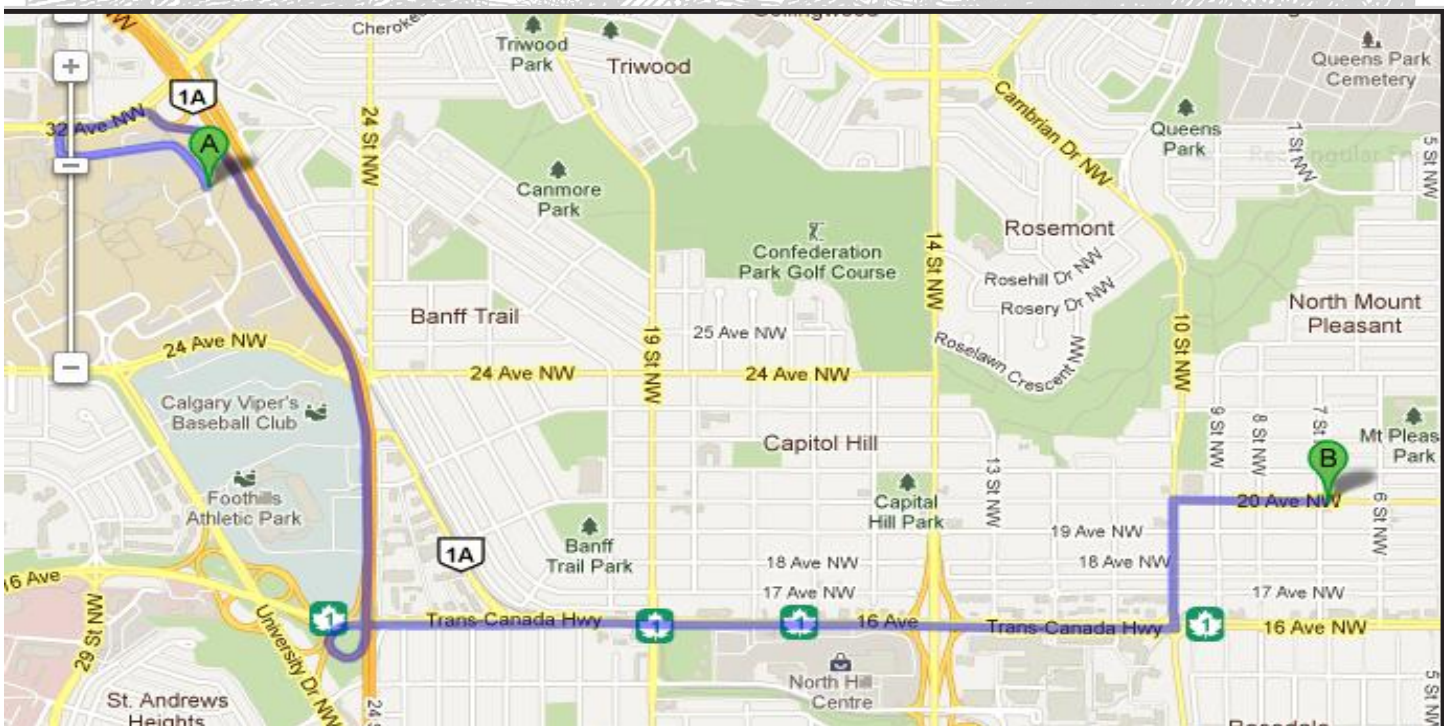 Cheroke
Triwood
Park
Triwood
Queens Park
Cemetery
1A
32 Ave NW
A
24 St NW
Cambrian Dr NW
Queens
Park
1 St NW
5 St NW
Canmore
Park
Confederation
Park Golf Course
14 St NW
Rosemont
Rosehill Dr NW
Rosery Dr NW
North Mount
Pleasant
Banff Trail
19 St NW
25 Ave NW
10 St NW
Roselawn Crescent NW
24 Ave NW
24 Ave NW
24 Ave NW
Calgary Viper's
Baseball Club
Capitol Hill
9 St NW
8 St NW
7 St
Mt Pleas
Park
B
Foothills
Athletic Park
Capital
Hill Park
13 St NW
20 Ave NW
6 St NW
19 Ave NW
1A
Banff
Trail Park
18 Ave NW
18 Ave NW
16 Ave
17 Ave NW
17 Ave NW
1
Trans-Canada Hwy
1
1
16 Ave
Trans-Canada Hwy
1
16 Ave NW
29 St NW
University Dr NW
North Hill
Centre
St. Andrews
Heights
24 S
5 St NW